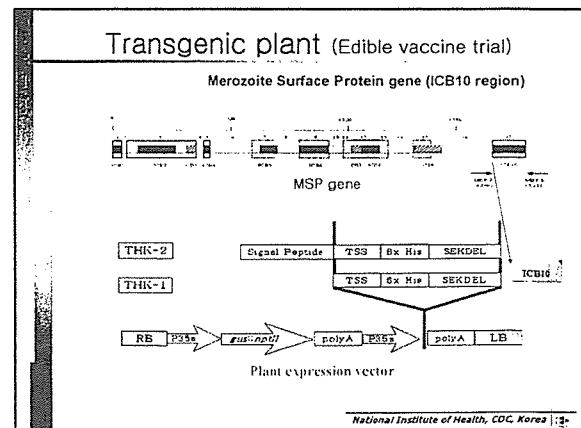 Transgenic plant (Edible vaccine trial)
Merozoite Surface Protein gene (ICB10 region)
MSP gene
THK-2 Signal Peptide TSS 6x His SEKDEL
THK-1 TSS 6x His SEKDEL ICB10
RB P35s gus::nptII polyA P35s polyA LB
Plant expression vector
National Institute of Health, CDC, Korea